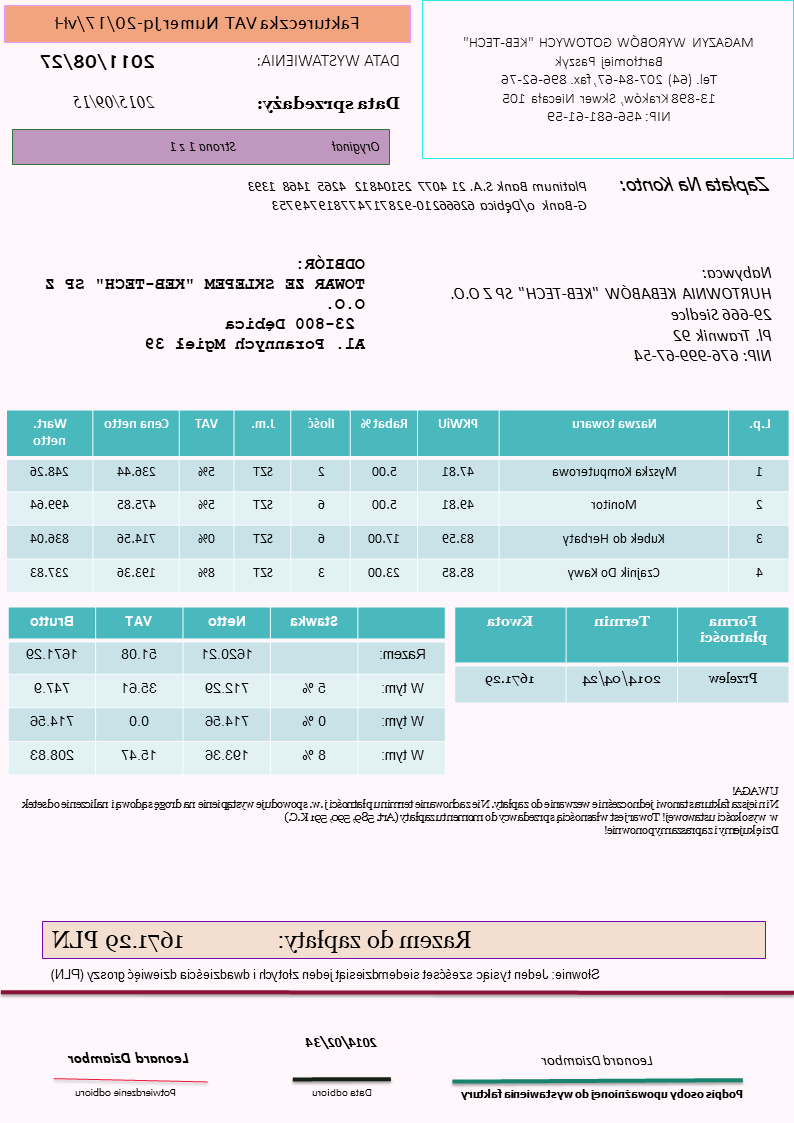 MAGAZYN WYROBÓW GOTOWYCH "KEB-TECH"
Bartłomiej Paszyk
Tel. (64) 207-84-67, fax. 896-62-76
13-898 Kraków, Skwer Niecała 105
NIP: 456-681-61-59
Faktureczka VAT Numer Jq-20/17/vH
DATA WYSTAWIENIA: 2011/08/27
Data sprzedaży: 2015/09/15
Oryginał Strona 1 z 1
Zapłata Na Konto: Platinum Bank S.A. 21 4077 25104812 4265 1468 1393
G-Bank o/Dębica 62666210-928717477819749753
Nabywca:
HURTOWNIA KEBABÓW "KEB-TECH" SP Z O.O.
29-666 Siedlce
Pl. Trawnik 92
NIP: 676-999-67-54
ODBIÓR:
TOWAR ZE SKLEPEM "KEB-TECH" SP Z
O.O.
23-800 Dębica
Al. Porannych Mgieł 39
L.p. Nazwa towaru PKWiU Rabat % Ilość J.m. VAT Cena netto Wart. netto
1 Myszka Komputerowa 47.81 5.00 2 SZT 5% 236.44 248.26
2 Monitor 49.81 5.00 6 SZT 5% 475.85 499.64
3 Kubek do Herbaty 83.59 17.00 6 SZT 0% 714.56 836.04
4 Czajnik Do Kawy 85.85 23.00 3 SZT 8% 193.36 237.83
Forma płatności Termin Kwota
Przelew 2014/04/24 1671.29
Stawka Netto VAT Brutto
Razem: 1620.21 51.08 1671.29
W tym: 5 % 712.29 35.61 747.9
W tym: 0 % 714.56 0.0 714.56
W tym: 8 % 193.36 15.47 208.83
UWAGA!
Niniejsza faktura stanowi jednocześnie wezwanie do zapłaty. Nie zachowanie terminu płatności j.w. spowoduje wystąpienie na drogę sądową i naliczenie odsetek
w wysokości ustawowej! Towar jest własnością sprzedawcy do momentu zapłaty (Art. 589, 590, 591 K.C.)
Dziękujemy i zapraszamy ponownie!
Razem do zapłaty: 1671.29 PLN
Słownie: Jeden tysiąc sześćset siedemdziesiąt jeden złotych i dwadzieścia dziewięć groszy (PLN)
Leonard Dziambor
Podpis osoby upoważnionej do wystawienia faktury
2014/02/34
Data odbioru
Leonard Dziambor
Potwierdzenie odbioru